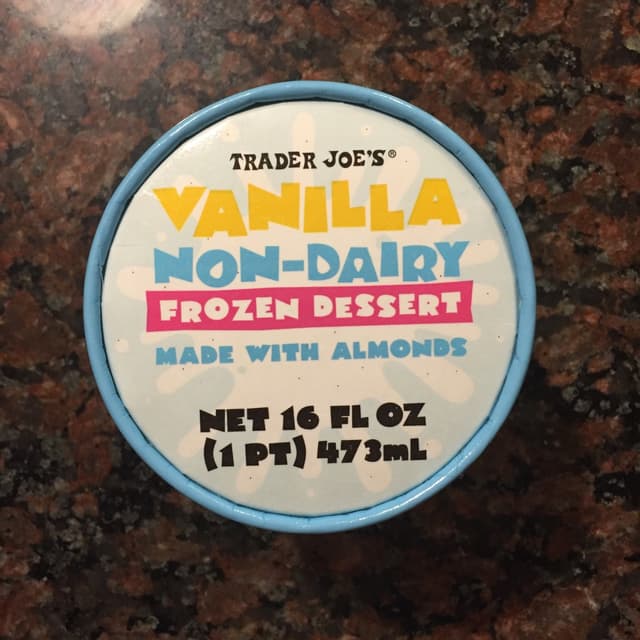 TRADER JOE'S®
VANILLA
NON-DAIRY
FROZEN DESSERT
MADE WITH ALMONDS
NET 16 FL OZ
(1 PT) 473mL